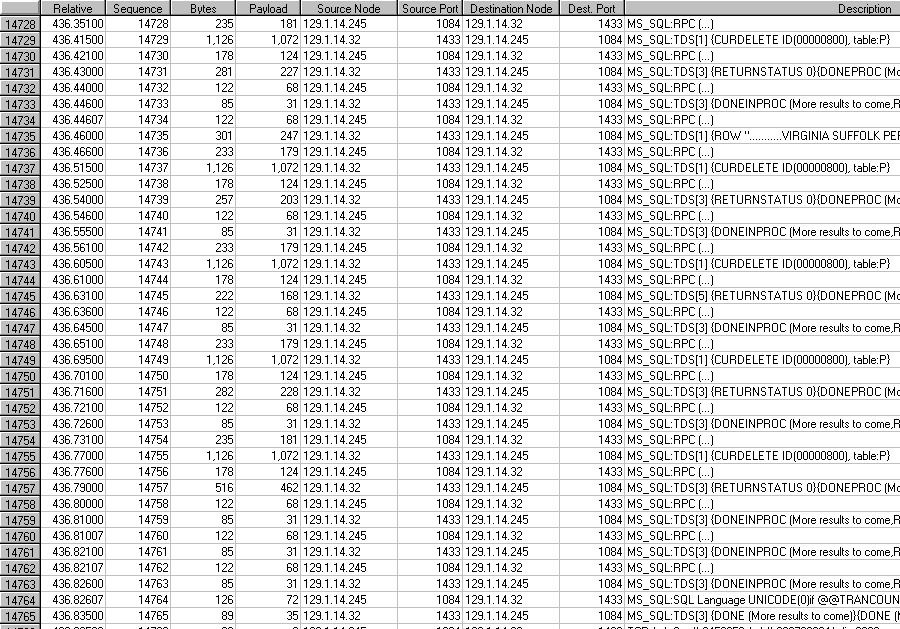 Relative Sequence Bytes Payload Source Node Source Port Destination Node Dest. Port Description
14728 436.35100 14728 235 181 129.1.14.245 1084 129.1.14.32 1433 MS_SQL:RPC (...)
14729 436.41500 14729 1,126 1,072 129.1.14.32 1433 129.1.14.245 1084 MS_SQL:TDS[1] {CURDELETE ID(00000800), table:P}
14730 436.42100 14730 178 124 129.1.14.245 1084 129.1.14.32 1433 MS_SQL:RPC (...)
14731 436.43000 14731 281 227 129.1.14.32 1433 129.1.14.245 1084 MS_SQL:TDS[3] {RETURNSTATUS 0}{DONEPROC (Mo
14732 436.44000 14732 122 68 129.1.14.245 1084 129.1.14.32 1433 MS_SQL:RPC (...)
14733 436.44600 14733 85 31 129.1.14.32 1433 129.1.14.245 1084 MS_SQL:TDS[3] {DONEINPROC (More results to come,R
14734 436.44607 14734 122 68 129.1.14.245 1084 129.1.14.32 1433 MS_SQL:RPC (...)
14735 436.46000 14735 301 247 129.1.14.32 1433 129.1.14.245 1084 MS_SQL:TDS[1] {ROW "...........VIRGINIA SUFFOLK PER
14736 436.46600 14736 233 179 129.1.14.245 1084 129.1.14.32 1433 MS_SQL:RPC (...)
14737 436.51500 14737 1,126 1,072 129.1.14.32 1433 129.1.14.245 1084 MS_SQL:TDS[1] {CURDELETE ID(00000800), table:P}
14738 436.52500 14738 178 124 129.1.14.245 1084 129.1.14.32 1433 MS_SQL:RPC (...)
14739 436.54000 14739 257 203 129.1.14.32 1433 129.1.14.245 1084 MS_SQL:TDS[3] {RETURNSTATUS 0}{DONEPROC (Mo
14740 436.54600 14740 122 68 129.1.14.245 1084 129.1.14.32 1433 MS_SQL:RPC (...)
14741 436.55500 14741 85 31 129.1.14.32 1433 129.1.14.245 1084 MS_SQL:TDS[3] {DONEINPROC (More results to come,R
14742 436.56100 14742 233 179 129.1.14.245 1084 129.1.14.32 1433 MS_SQL:RPC (...)
14743 436.60500 14743 1,126 1,072 129.1.14.32 1433 129.1.14.245 1084 MS_SQL:TDS[1] {CURDELETE ID(00000800), table:P}
14744 436.61000 14744 178 124 129.1.14.245 1084 129.1.14.32 1433 MS_SQL:RPC (...)
14745 436.63100 14745 222 168 129.1.14.32 1433 129.1.14.245 1084 MS_SQL:TDS[5] {RETURNSTATUS 0}{DONEPROC (Mo
14746 436.63600 14746 122 68 129.1.14.245 1084 129.1.14.32 1433 MS_SQL:RPC (...)
14747 436.64500 14747 85 31 129.1.14.32 1433 129.1.14.245 1084 MS_SQL:TDS[3] {DONEINPROC (More results to come,R
14748 436.65100 14748 233 179 129.1.14.245 1084 129.1.14.32 1433 MS_SQL:RPC (...)
14749 436.69500 14749 1,126 1,072 129.1.14.32 1433 129.1.14.245 1084 MS_SQL:TDS[1] {CURDELETE ID(00000800), table:P}
14750 436.70100 14750 178 124 129.1.14.245 1084 129.1.14.32 1433 MS_SQL:RPC (...)
14751 436.71600 14751 282 228 129.1.14.32 1433 129.1.14.245 1084 MS_SQL:TDS[3] {RETURNSTATUS 0}{DONEPROC (Mo
14752 436.72100 14752 122 68 129.1.14.245 1084 129.1.14.32 1433 MS_SQL:RPC (...)
14753 436.72600 14753 85 31 129.1.14.32 1433 129.1.14.245 1084 MS_SQL:TDS[3] {DONEINPROC (More results to come,R
14754 436.73100 14754 235 181 129.1.14.245 1084 129.1.14.32 1433 MS_SQL:RPC (...)
14755 436.77000 14755 1,126 1,072 129.1.14.32 1433 129.1.14.245 1084 MS_SQL:TDS[1] {CURDELETE ID(00000800), table:P}
14756 436.77600 14756 178 124 129.1.14.245 1084 129.1.14.32 1433 MS_SQL:RPC (...)
14757 436.79000 14757 516 462 129.1.14.32 1433 129.1.14.245 1084 MS_SQL:TDS[3] {RETURNSTATUS 0}{DONEPROC (Mo
14758 436.80000 14758 122 68 129.1.14.245 1084 129.1.14.32 1433 MS_SQL:RPC (...)
14759 436.81000 14759 85 31 129.1.14.32 1433 129.1.14.245 1084 MS_SQL:TDS[3] {DONEINPROC (More results to come,R
14760 436.81007 14760 122 68 129.1.14.245 1084 129.1.14.32 1433 MS_SQL:RPC (...)
14761 436.82100 14761 85 31 129.1.14.32 1433 129.1.14.245 1084 MS_SQL:TDS[3] {DONEINPROC (More results to come,R
14762 436.82107 14762 122 68 129.1.14.245 1084 129.1.14.32 1433 MS_SQL:RPC (...)
14763 436.82600 14763 85 31 129.1.14.32 1433 129.1.14.245 1084 MS_SQL:TDS[3] {DONEINPROC (More results to come,R
14764 436.82607 14764 126 72 129.1.14.245 1084 129.1.14.32 1433 MS_SQL:SQL Language UNICODE(0)if @@TRANCOUN
14765 436.83500 14765 89 35 129.1.14.32 1433 129.1.14.245 1084 MS_SQL:TDS[3] {DONE (More results to come)}{DONE (N